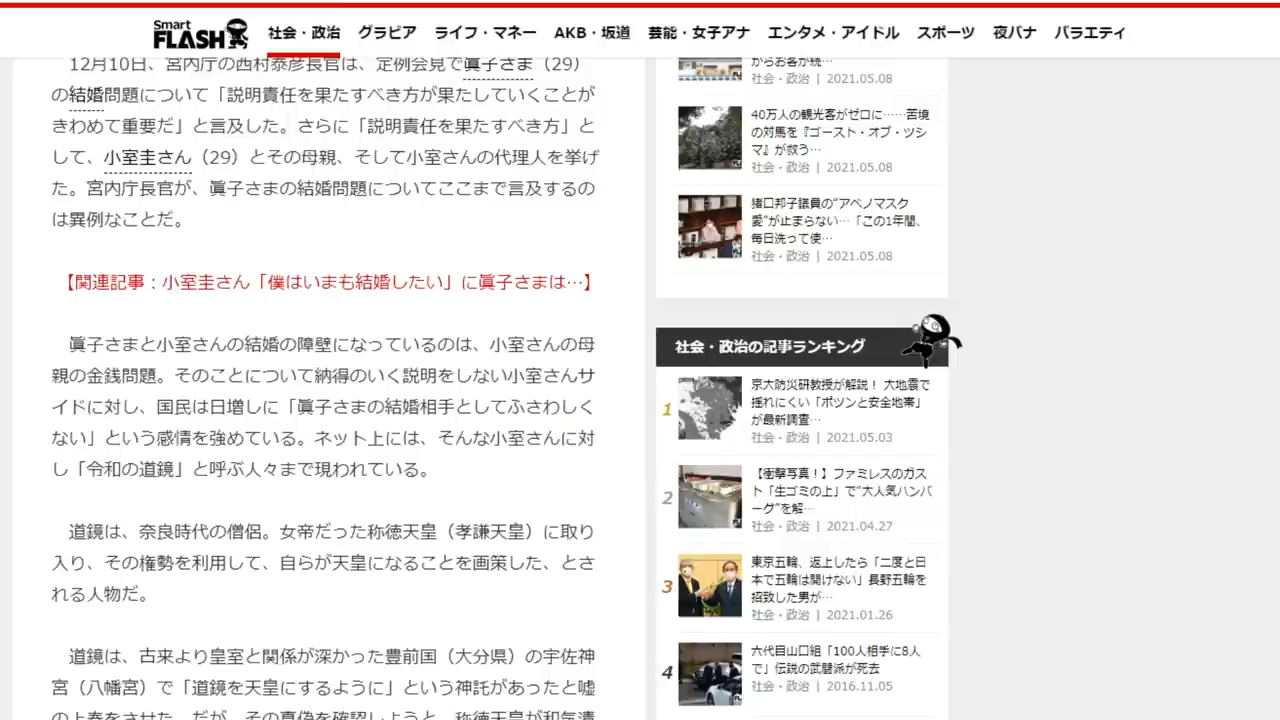 Smart
FLASH
社会・政治 グラビア ライフ・マネー AKB・坂道 芸能・女子アナ エンタメ・アイドル スポーツ 夜バナ バラエティ
12月10日、宮内庁の西村泰彦長官は、定例会見で眞子さま（29）
の結婚問題について「説明責任を果たすべき方が果たしていくことが
きわめて重要だ」と言及した。さらに「説明責任を果たすべき方」と
して、小室圭さん（29）とその母親、そして小室さんの代理人を挙げ
た。宮内庁長官が、眞子さまの結婚問題についてここまで言及するの
は異例なことだ。
【関連記事：小室圭さん「僕はいまも結婚したい」に眞子さまは…】
眞子さまと小室さんの結婚の障壁になっているのは、小室さんの母
親の金銭問題。そのことについて納得のいく説明をしない小室さんサ
イドに対し、国民は日増しに「眞子さまの結婚相手としてふさわしく
ない」という感情を強めている。ネット上には、そんな小室さんに対
し「令和の道鏡」と呼ぶ人々まで現われている。
道鏡は、奈良時代の僧侶。女帝だった称徳天皇（孝謙天皇）に取り
入り、その権勢を利用して、自らが天皇になることを画策した、とさ
れる人物だ。
道鏡は、古来より皇室と関係が深かった豊前国（大分県）の宇佐神
宮（八幡宮）で「道鏡を天皇にするように」という神託があったと嘘
の上奏をさせた。だが、その真偽を確認しようと、称徳天皇が和気清
からお客が続…
社会・政治 | 2021.05.08
40万人の観光客がゼロに……苦境
の対馬を『ゴースト・オブ・ツシ
マ』が救う…
社会・政治 | 2021.05.08
猪口邦子議員の“アベノマスク
愛”が止まらない…「この1年間、
毎日洗って使…
社会・政治 | 2021.05.08
社会・政治の記事ランキング
1
京大防災研教授が解説！ 大地震で
揺れにくい「ポツンと安全地帯」
が最新調査…
社会・政治 | 2021.05.03
2
【衝撃写真！】ファミレスのガス
ト「生ゴミの上」で“大人気ハンバ
ーグ”を解…
社会・政治 | 2021.04.27
3
東京五輪、返上したら「二度と日
本で五輪は開けない」長野五輪を
招致した男が…
社会・政治 | 2021.01.26
4
六代目山口組「100人相手に8人
で」伝説の武闘派が死去
社会・政治 | 2016.11.05